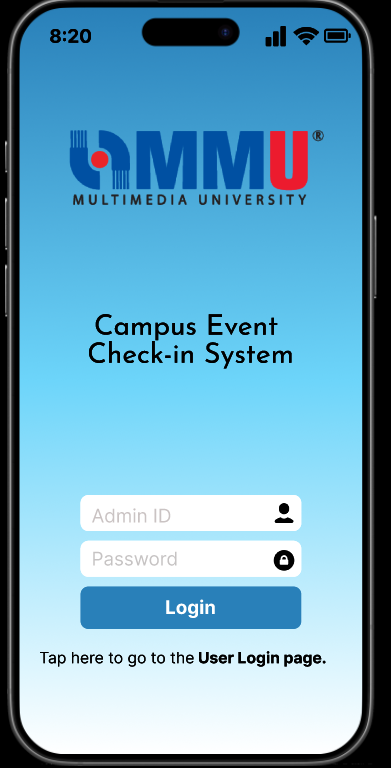 8:20
MMU®
MULTIMEDIA UNIVERSITY
Campus Event
Check-in System
Admin ID
Password
Login
Tap here to go to the User Login page.